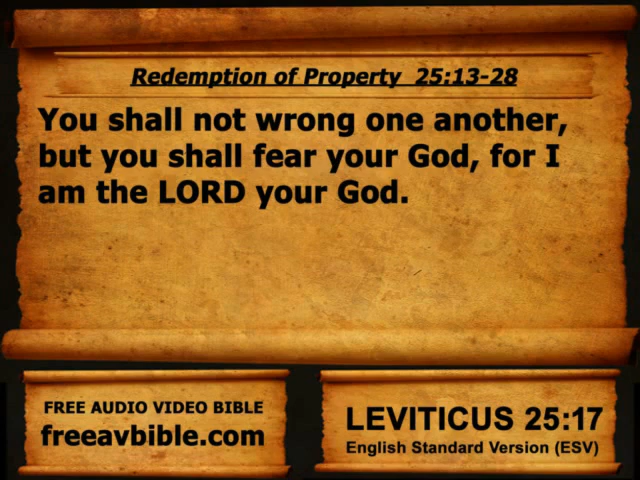 Redemption of Property 25:13-28
You shall not wrong one another,
but you shall fear your God, for I
am the LORD your God.
FREE AUDIO VIDEO BIBLE
freeavbible.com
LEVITICUS 25:17
English Standard Version (ESV)